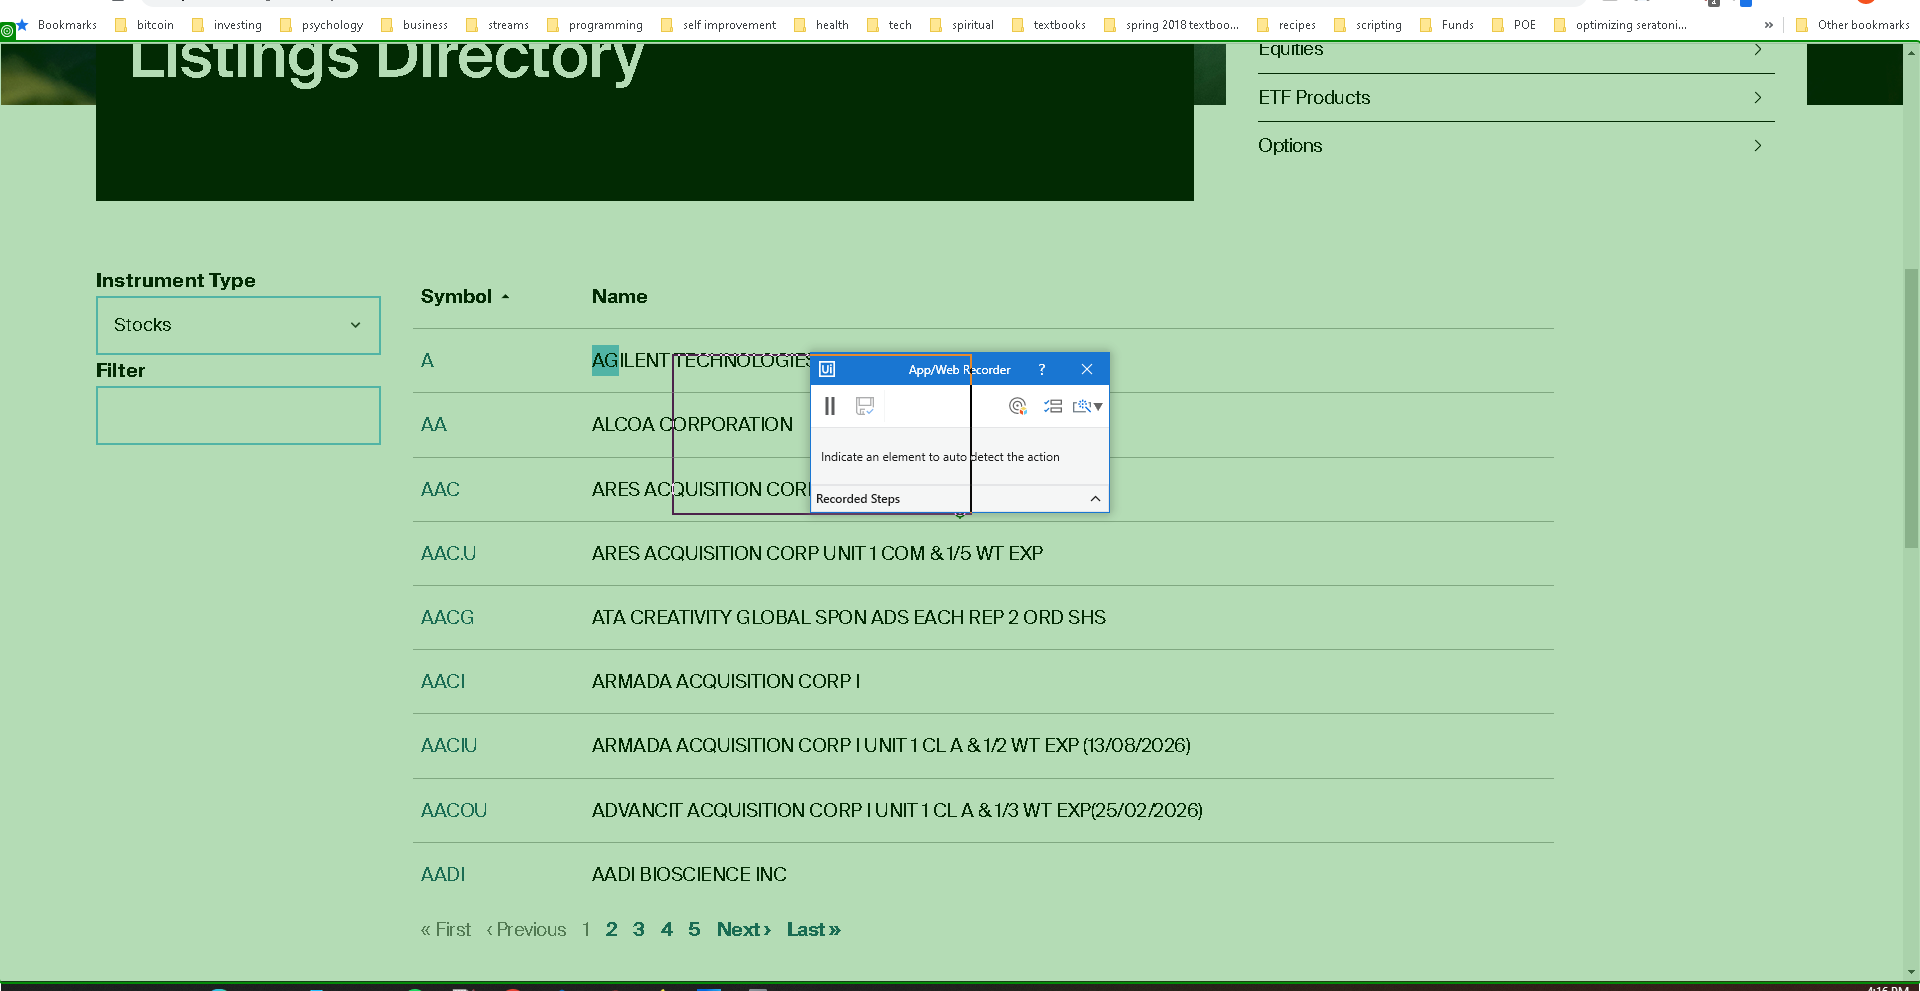 Bookmarks bitcoin investing psychology business streams programming self improvement health tech spiritual textbooks spring 2018 textboo... recipes scripting Funds POE optimizing seratoni... » Other bookmarks
Listings Directory
Equities
ETF Products
Options
Instrument Type
Stocks
Filter
Symbol Name
A AGILENT TECHNOLOGIES
AA ALCOA CORPORATION
AAC ARES ACQUISITION CORP
AAC.U ARES ACQUISITION CORP UNIT 1 COM & 1/5 WT EXP
AACG ATA CREATIVITY GLOBAL SPON ADS EACH REP 2 ORD SHS
AACI ARMADA ACQUISITION CORP I
AACIU ARMADA ACQUISITION CORP I UNIT 1 CL A & 1/2 WT EXP (13/08/2026)
AACOU ADVANCIT ACQUISITION CORP I UNIT 1 CL A & 1/3 WT EXP(25/02/2026)
AADI AADI BIOSCIENCE INC
« First ‹ Previous 1 2 3 4 5 Next › Last »
Ui App/Web Recorder ?
Indicate an element to auto detect the action
Recorded Steps
4:16 PM